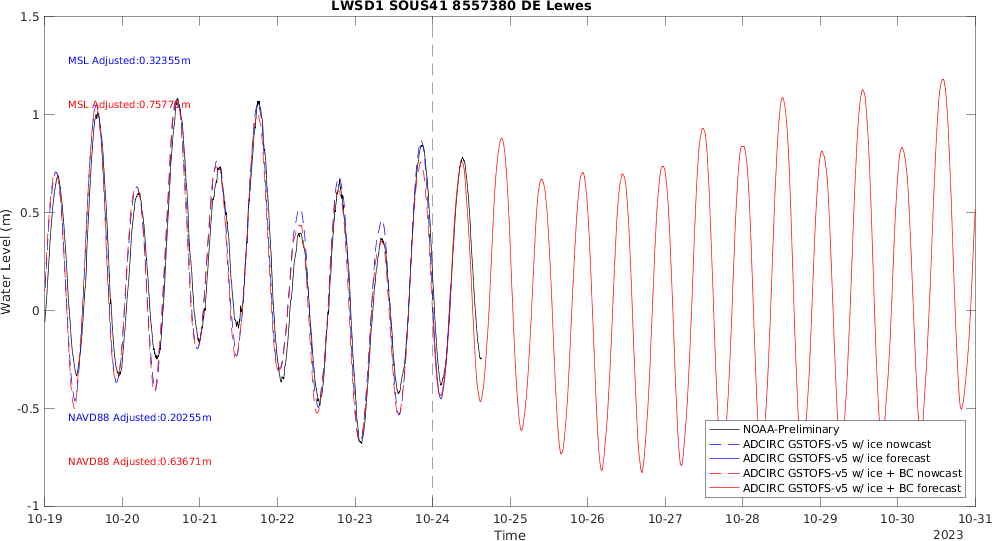 LWSD1 SOUS41 8557380 DE Lewes
1.5
MSL Adjusted:0.32355m
MSL Adjusted:0.7577
1
0.5
Water Level (m)
0
-0.5
NAVD88 Adjusted:0.20255m
NAVD88 Adjusted:0.63671m
NOAA-Preliminary
ADCIRC GSTOFS-v5 w/ ice nowcast
ADCIRC GSTOFS-v5 w/ ice forecast
ADCIRC GSTOFS-v5 w/ ice + BC nowcast
ADCIRC GSTOFS-v5 w/ ice + BC forecast
-1
10-19 10-20 10-21 10-22 10-23 10-24 10-25 10-26 10-27 10-28 10-29 10-30 10-31
Time
2023